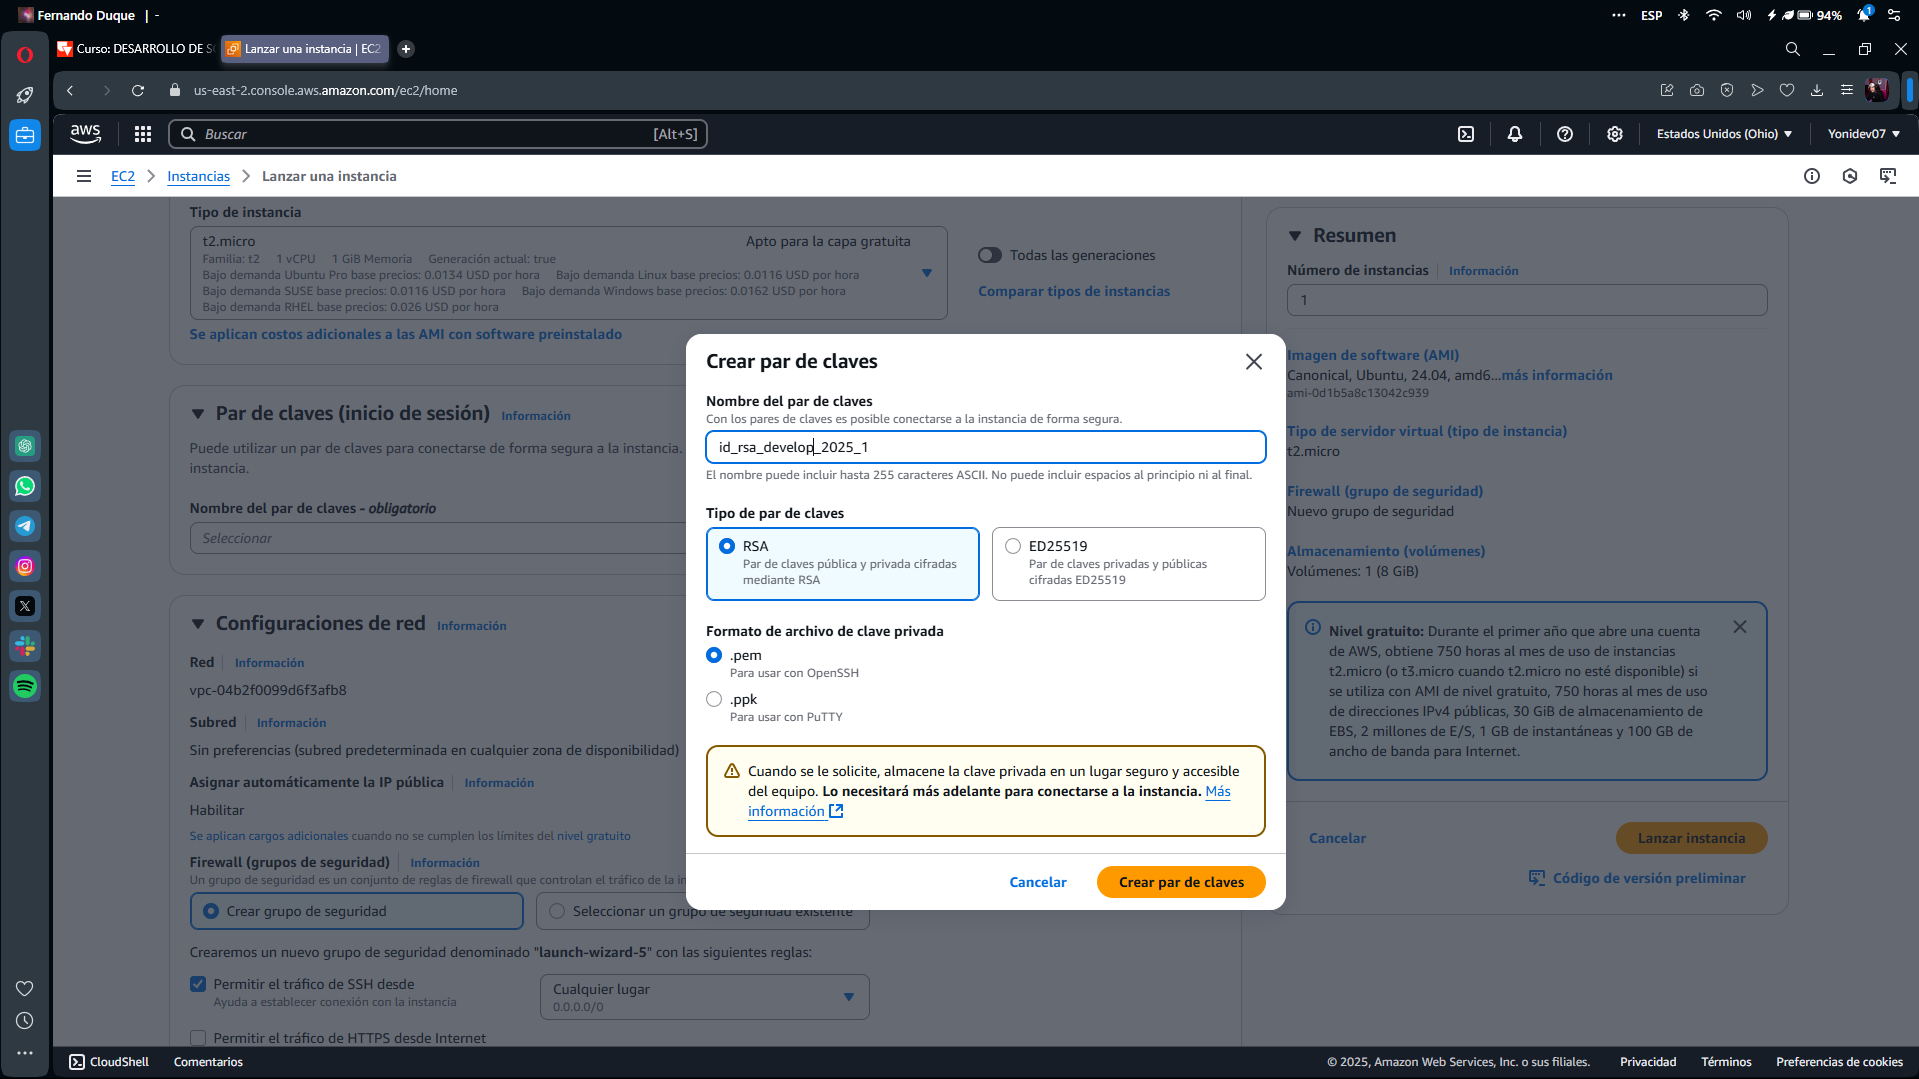 Fernando Duque | -
ESP
94%
1
Curso: DESARROLLO DE S
Lanzar una instancia | EC2
us-east-2.console.aws.amazon.com/ec2/home
aws
Buscar
[Alt+S]
Estados Unidos (Ohio)
Yonidev07
EC2
Instancias
Lanzar una instancia
Tipo de instancia
t2.micro
Apto para la capa gratuita
Familia: t2 1 vCPU 1 GiB Memoria Generación actual: true
Bajo demanda Ubuntu Pro base precios: 0.0134 USD por hora Bajo demanda Linux base precios: 0.0116 USD por hora
Bajo demanda SUSE base precios: 0.0116 USD por hora Bajo demanda Windows base precios: 0.0162 USD por hora
Bajo demanda RHEL base precios: 0.026 USD por hora
Todas las generaciones
Comparar tipos de instancias
Se aplican costos adicionales a las AMI con software preinstalado
Par de claves (inicio de sesión) Información
Puede utilizar un par de claves para conectarse de forma segura a la instancia.
instancia.
Nombre del par de claves - obligatorio
Seleccionar
Configuraciones de red Información
Red Información
vpc-04b2f0099d6f3afb8
Subred Información
Sin preferencias (subred predeterminada en cualquier zona de disponibilidad)
Asignar automáticamente la IP pública Información
Habilitar
Se aplican cargos adicionales cuando no se cumplen los límites del nivel gratuito
Firewall (grupos de seguridad) Información
Un grupo de seguridad es un conjunto de reglas de firewall que controlan el tráfico de la in
Crear grupo de seguridad
Seleccionar un grupo de seguridad existente
Crearemos un nuevo grupo de seguridad denominado "launch-wizard-5" con las siguientes reglas:
Permitir el tráfico de SSH desde
Ayuda a establecer conexión con la instancia
Cualquier lugar
0.0.0.0/0
Permitir el tráfico de HTTPS desde Internet
Crear par de claves
Nombre del par de claves
Con los pares de claves es posible conectarse a la instancia de forma segura.
id_rsa_develop_2025_1
El nombre puede incluir hasta 255 caracteres ASCII. No puede incluir espacios al principio ni al final.
Tipo de par de claves
RSA
Par de claves pública y privada cifradas
mediante RSA
ED25519
Par de claves privadas y públicas
cifradas ED25519
Formato de archivo de clave privada
.pem
Para usar con OpenSSH
.ppk
Para usar con PuTTY
Cuando se le solicite, almacene la clave privada en un lugar seguro y accesible
del equipo. Lo necesitará más adelante para conectarse a la instancia. Más
información
Cancelar
Crear par de claves
Resumen
Número de instancias Información
1
Imagen de software (AMI)
Canonical, Ubuntu, 24.04, amd6...más información
ami-0d1b5a8c13042c939
Tipo de servidor virtual (tipo de instancia)
t2.micro
Firewall (grupo de seguridad)
Nuevo grupo de seguridad
Almacenamiento (volúmenes)
Volúmenes: 1 (8 GiB)
Nivel gratuito: Durante el primer año que abre una cuenta
de AWS, obtiene 750 horas al mes de uso de instancias
t2.micro (o t3.micro cuando t2.micro no esté disponible) si
se utiliza con AMI de nivel gratuito, 750 horas al mes de uso
de direcciones IPv4 públicas, 30 GiB de almacenamiento de
EBS, 2 millones de E/S, 1 GB de instantáneas y 100 GB de
ancho de banda para Internet.
Cancelar
Lanzar instancia
Código de versión preliminar
CloudShell
Comentarios
© 2025, Amazon Web Services, Inc. o sus filiales.
Privacidad
Términos
Preferencias de cookies